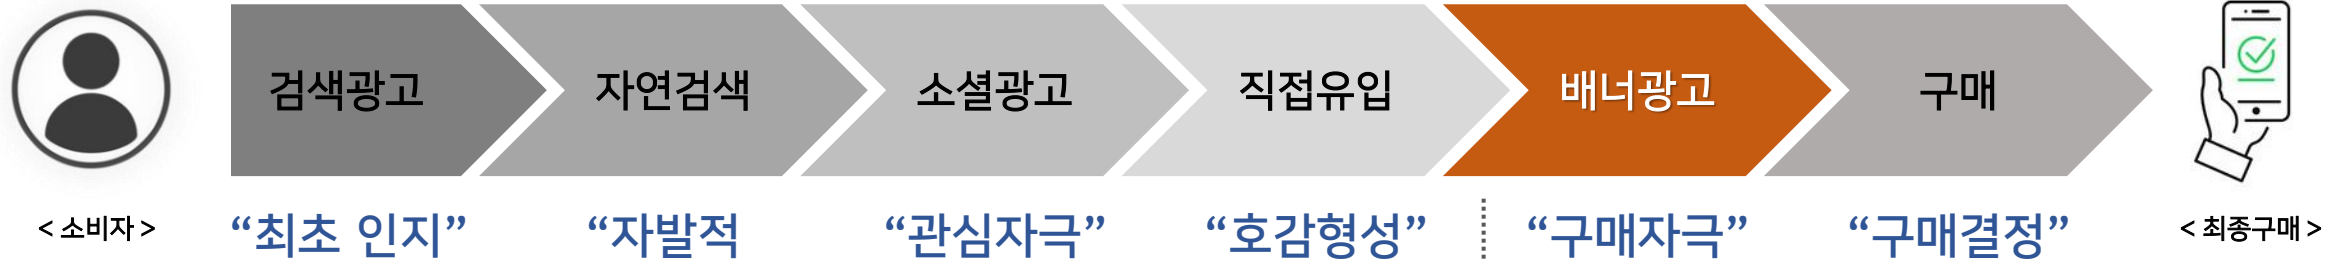 검색광고
자연검색
소셜광고
직접유입
배너광고
구매
< 소비자 >
“최초 인지”
“자발적
“관심자극”
“호감형성”
“구매자극”
“구매결정”
< 최종구매 >